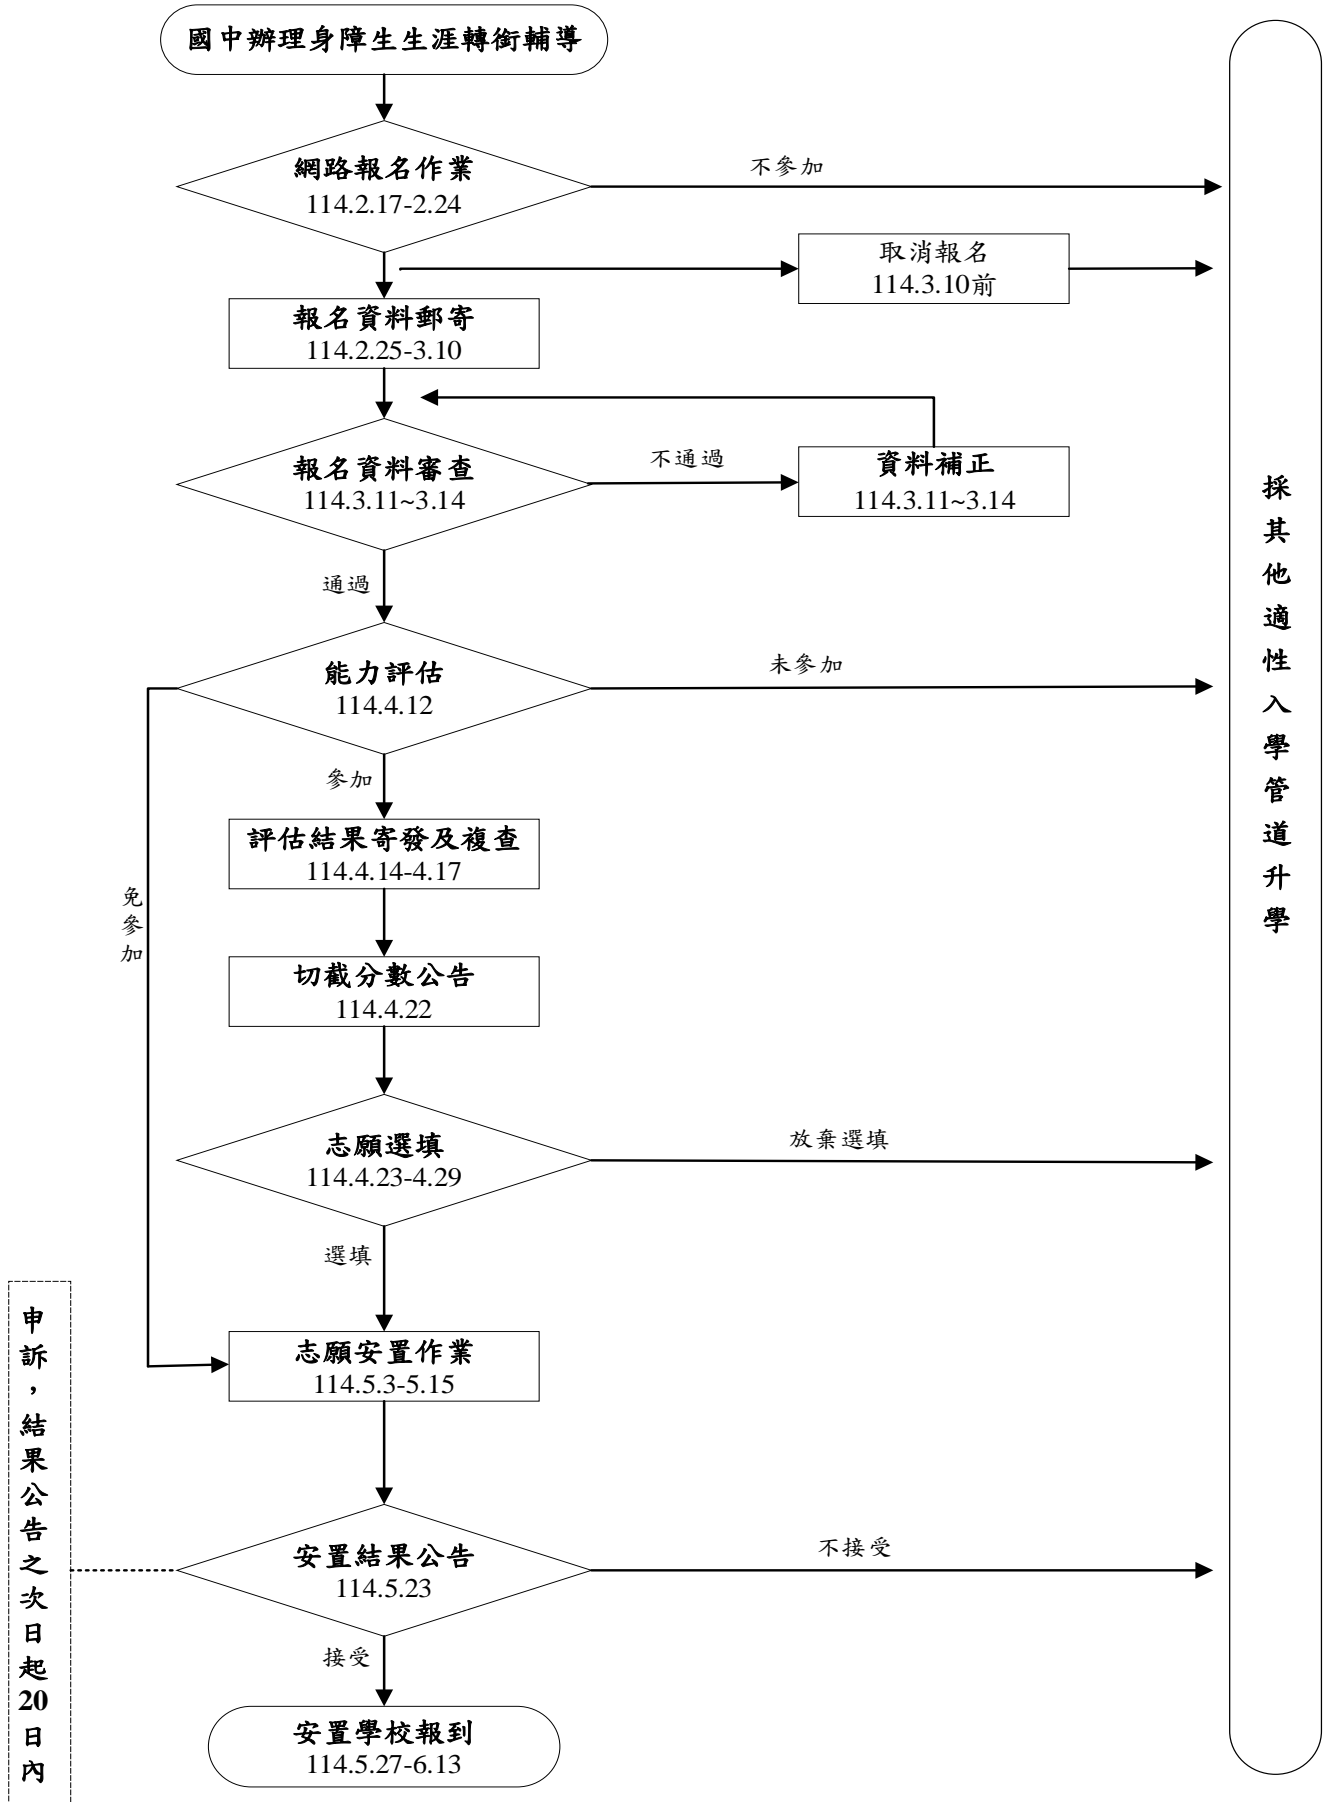 國中辦理身障生生涯轉銜輔導
網路報名作業
114.2.17-2.24
不參加
取消報名
114.3.10前
報名資料郵寄
114.2.25-3.10
報名資料審查
114.3.11~3.14
不通過
資料補正
114.3.11~3.14
通過
能力評估
114.4.12
未參加
參加
免參加
評估結果寄發及複查
114.4.14-4.17
切截分數公告
114.4.22
志願選填
114.4.23-4.29
放棄選填
選填
志願安置作業
114.5.3-5.15
安置結果公告
114.5.23
不接受
接受
安置學校報到
114.5.27-6.13
申訴，結果公告之次日起20日內
採其他適性入學管道升學